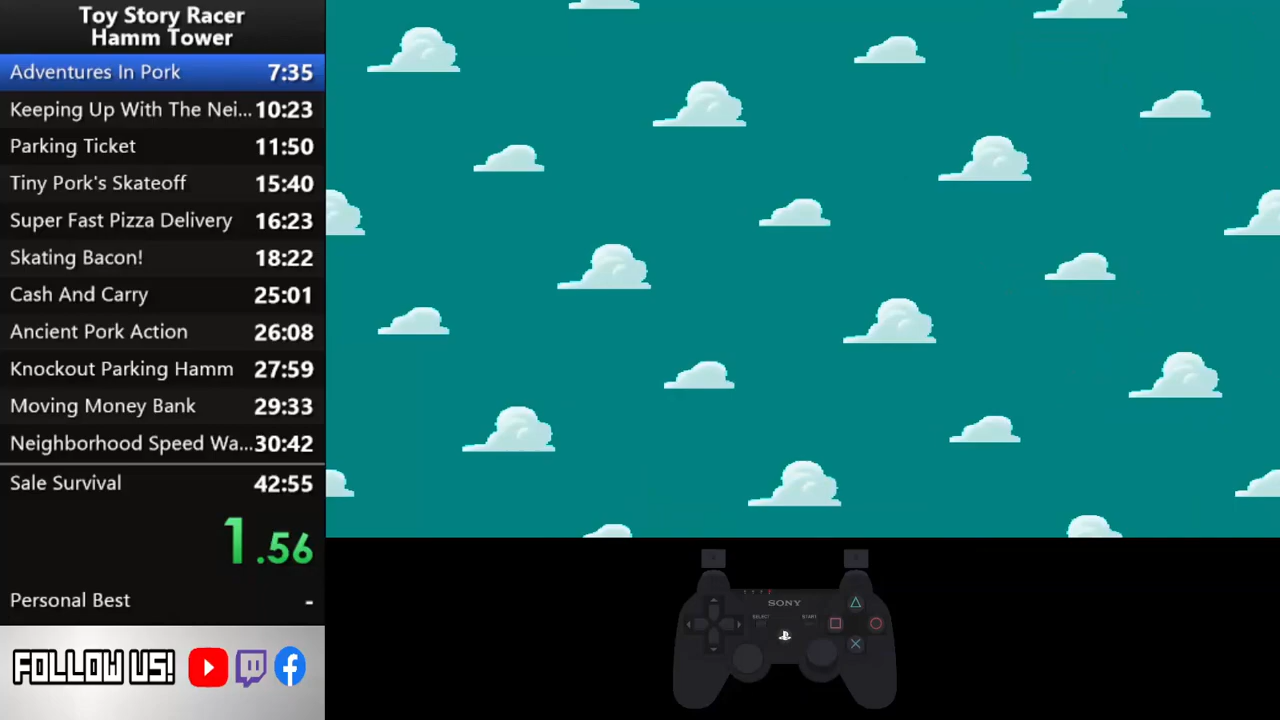 Toy Story Racer
Hamm Tower
Adventures In Pork 7:35
Keeping Up With The Nei... 10:23
Parking Ticket 11:50
Tiny Pork's Skateoff 15:40
Super Fast Pizza Delivery 16:23
Skating Bacon! 18:22
Cash And Carry 25:01
Ancient Pork Action 26:08
Knockout Parking Hamm 27:59
Moving Money Bank 29:33
Neighborhood Speed Wa... 30:42
Sale Survival 42:55
1.56
Personal Best -
FOLLOW US!
SONY
SELECT START